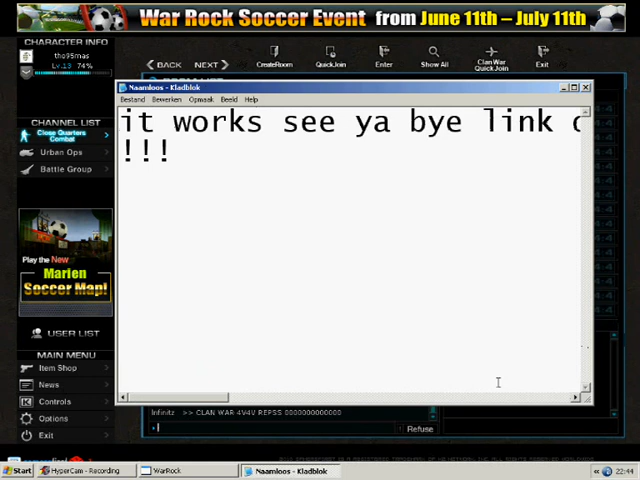 War Rock Soccer Event from June 11th – July 11th
CHARACTER INFO
tho95mas
Lv.13 74%
BACK
NEXT
CreateRoom
QuickJoin
Enter
Show All
Clan War
QuickJoin
Exit
CHANNEL LIST
Close Quarters
Combat
Urban Ops
Battle Group
Play the New
Marien
Soccer Map!
USER LIST
MAIN MENU
Item Shop
News
Controls
Options
Exit
Naamloos - Kladblok
Bestand Bewerken Opmaak Beeld Help
it works see ya bye link
!!!
Infinitz >> CLAN WAR 4V4V REPSS 0000000000000
Refuse
Start
HyperCam - Recording
WarRock
Naamloos - Kladblok
22:44